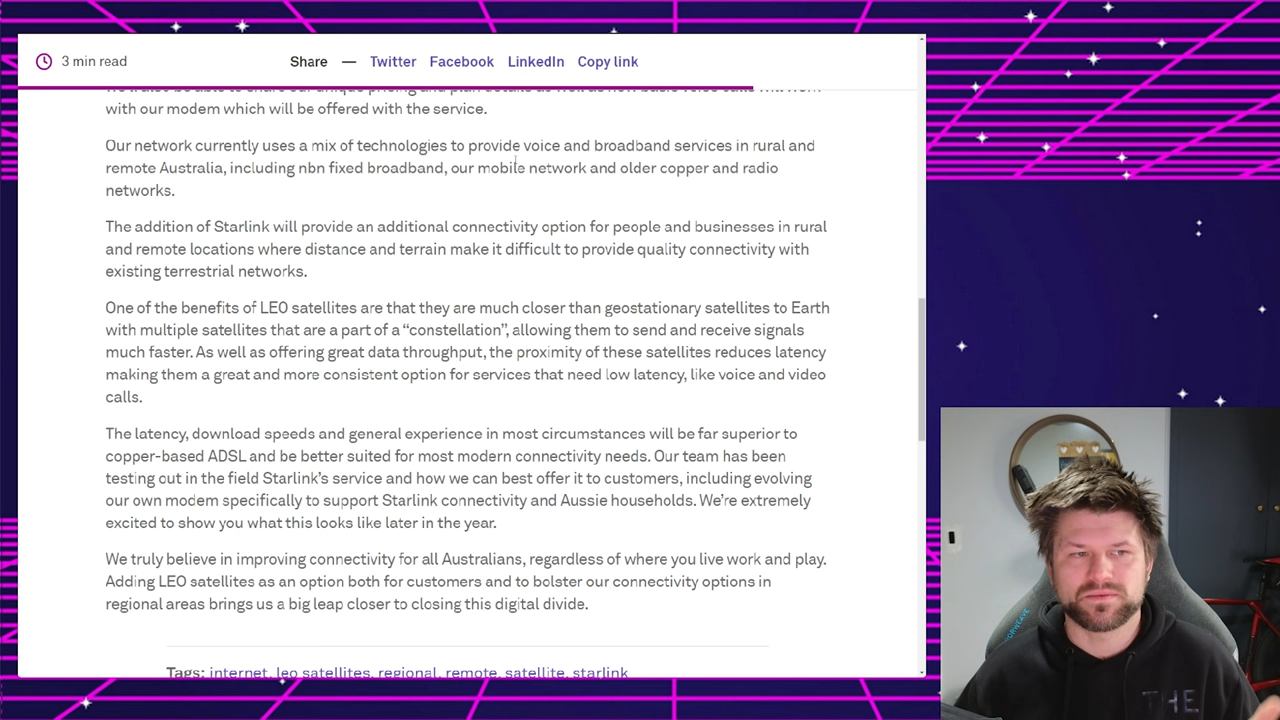 3 min read
Share — Twitter Facebook LinkedIn Copy link
with our modem which will be offered with the service.
Our network currently uses a mix of technologies to provide voice and broadband services in rural and
remote Australia, including nbn fixed broadband, our mobile network and older copper and radio
networks.
The addition of Starlink will provide an additional connectivity option for people and businesses in rural
and remote locations where distance and terrain make it difficult to provide quality connectivity with
existing terrestrial networks.
One of the benefits of LEO satellites are that they are much closer than geostationary satellites to Earth
with multiple satellites that are a part of a “constellation”, allowing them to send and receive signals
much faster. As well as offering great data throughput, the proximity of these satellites reduces latency
making them a great and more consistent option for services that need low latency, like voice and video
calls.
The latency, download speeds and general experience in most circumstances will be far superior to
copper-based ADSL and be better suited for most modern connectivity needs. Our team has been
testing out in the field Starlink’s service and how we can best offer it to customers, including evolving
our own modem specifically to support Starlink connectivity and Aussie households. We’re extremely
excited to show you what this looks like later in the year.
We truly believe in improving connectivity for all Australians, regardless of where you live work and play.
Adding LEO satellites as an option both for customers and to bolster our connectivity options in
regional areas brings us a big leap closer to closing this digital divide.
Tags: internet, leo satellites, regional, remote, satellite, starlink
THE